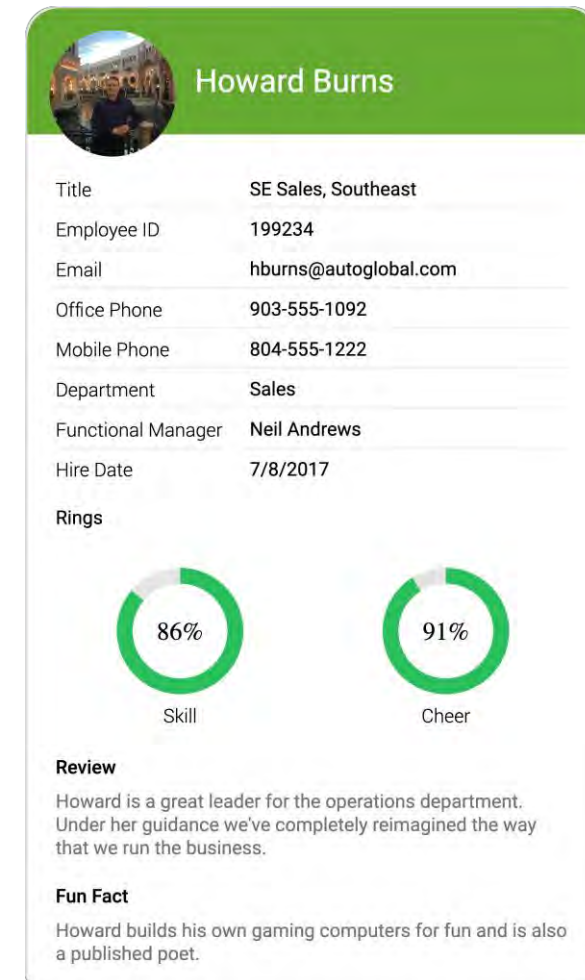 Howard Burns
Title SE Sales, Southeast
Employee ID 199234
Email hburns@autoglobal.com
Office Phone 903-555-1092
Mobile Phone 804-555-1222
Department Sales
Functional Manager Neil Andrews
Hire Date 7/8/2017
Rings
86% 91%
Skill Cheer
Review
Howard is a great leader for the operations department.
Under her guidance we've completely reimagined the way
that we run the business.
Fun Fact
Howard builds his own gaming computers for fun and is also
a published poet.